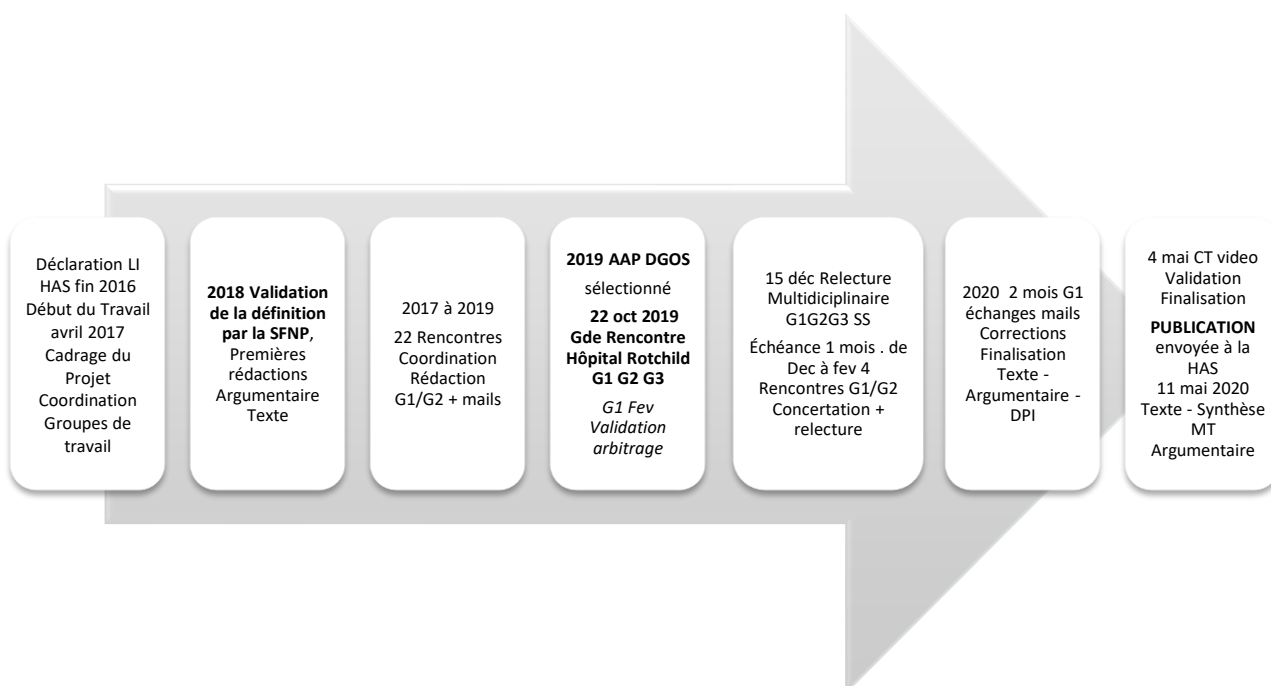 Déclaration LI
HAS fin 2016
Début du Travail
avril 2017
Cadrage du
Projet
Coordination
Groupes de
travail
2018 Validation
de la définition
par la SFNP,
Premières
rédactions
Argumentaire
Texte
2017 à 2019
22 Rencontres
Coordination
Rédaction
G1/G2 + mails
2019 AAP DGOS
sélectionné
22 oct 2019
Gde Rencontre
Hôpital Rotchild
G1 G2 G3
G1 Fev
Validation
arbitrage
15 déc Relecture
Multidiciplinaire
G1G2G3 SS
Échéance 1 mois . de
Dec à fev 4
Rencontres G1/G2
Concertation +
relecture
2020 2 mois G1
échanges mails
Corrections
Finalisation
Texte -
Argumentaire -
DPI
4 mai CT video
Validation
Finalisation
PUBLICATION
envoyée à la
HAS
11 mai 2020
Texte - Synthèse
MT
Argumentaire